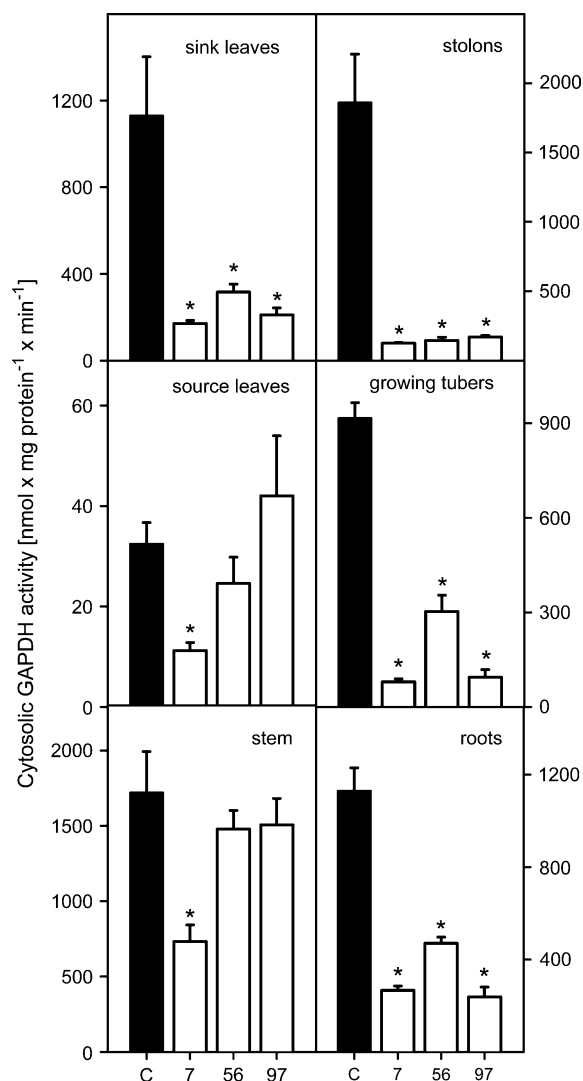 Cytosolic GAPDH activity [nmol x mg protein⁻¹ x min⁻¹]
sink leaves
1200
800
400
0
* * *
stolons
2000
1500
1000
500
* * *
source leaves
60
40
20
0
*
growing tubers
900
600
300
0
* * *
stem
2000
1500
1000
500
0
*
roots
1200
800
400
* * *
C 7 56 97
C 7 56 97